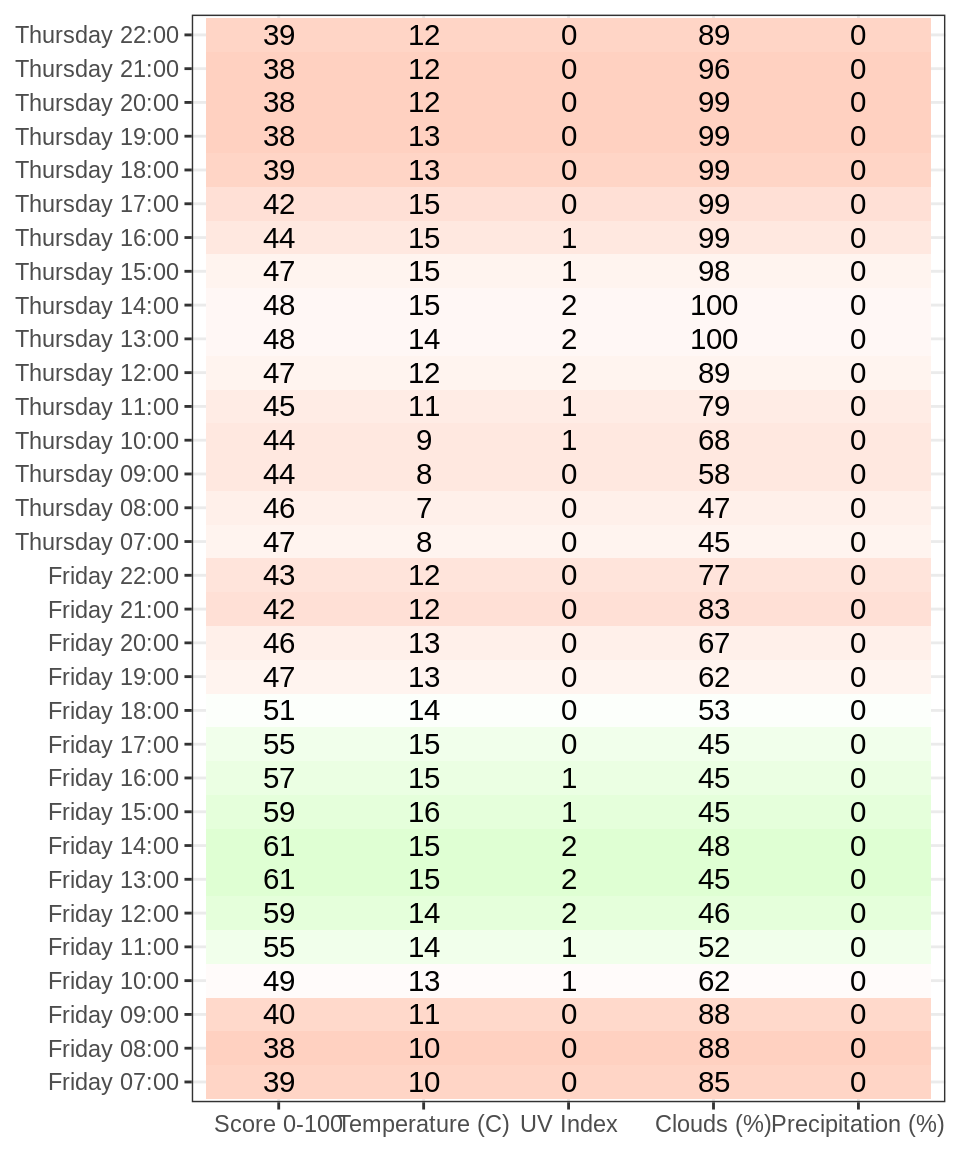 Thursday 22:00 39 12 0 89 0
Thursday 21:00 38 12 0 96 0
Thursday 20:00 38 12 0 99 0
Thursday 19:00 38 13 0 99 0
Thursday 18:00 39 13 0 99 0
Thursday 17:00 42 15 0 99 0
Thursday 16:00 44 15 1 99 0
Thursday 15:00 47 15 1 98 0
Thursday 14:00 48 15 2 100 0
Thursday 13:00 48 14 2 100 0
Thursday 12:00 47 12 2 89 0
Thursday 11:00 45 11 1 79 0
Thursday 10:00 44 9 1 68 0
Thursday 09:00 44 8 0 58 0
Thursday 08:00 46 7 0 47 0
Thursday 07:00 47 8 0 45 0
Friday 22:00 43 12 0 77 0
Friday 21:00 42 12 0 83 0
Friday 20:00 46 13 0 67 0
Friday 19:00 47 13 0 62 0
Friday 18:00 51 14 0 53 0
Friday 17:00 55 15 0 45 0
Friday 16:00 57 15 1 45 0
Friday 15:00 59 16 1 45 0
Friday 14:00 61 15 2 48 0
Friday 13:00 61 15 2 45 0
Friday 12:00 59 14 2 46 0
Friday 11:00 55 14 1 52 0
Friday 10:00 49 13 1 62 0
Friday 09:00 40 11 0 88 0
Friday 08:00 38 10 0 88 0
Friday 07:00 39 10 0 85 0
Score 0-100 Temperature (C) UV Index Clouds (%) Precipitation (%)